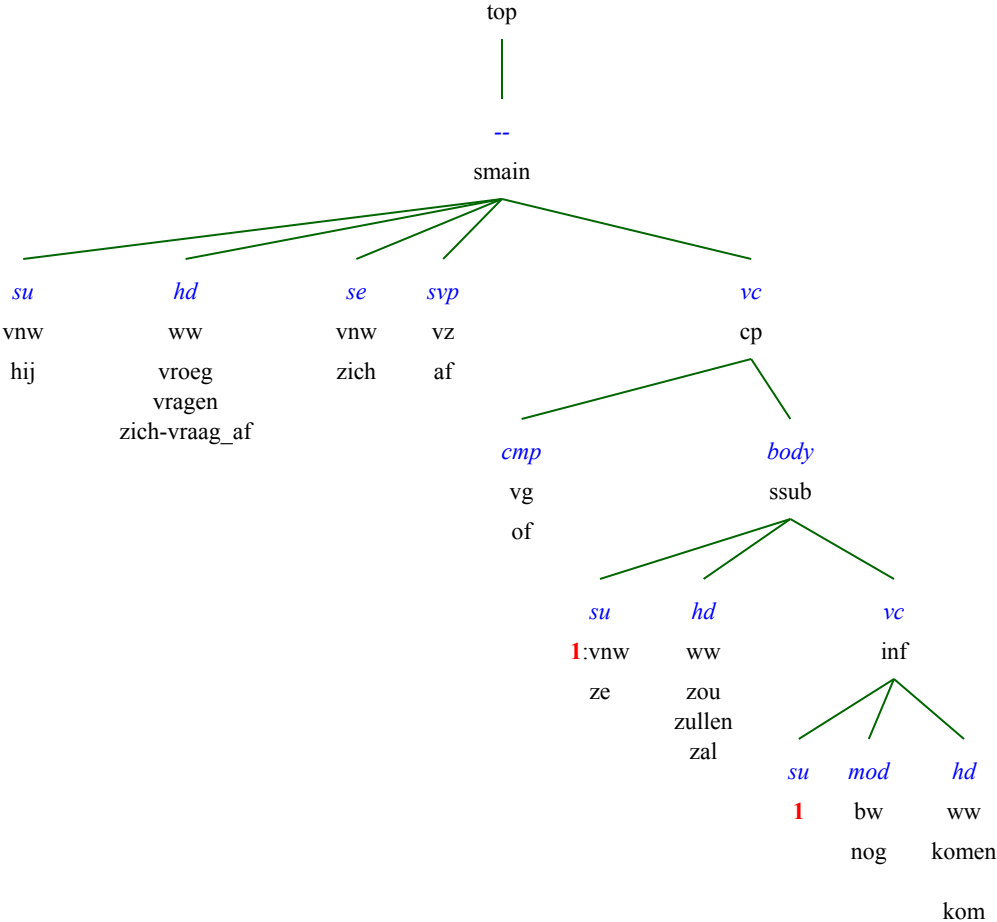 top
--
smain
su hd se svp vc
vnw ww vnw vz cp
hij vroeg zich af
vragen
zich-vraag_af
cmp body
vg ssub
of
su hd vc
1:vnw ww inf
ze zou
zullen
zal
su mod hd
1 bw ww
nog komen
kom